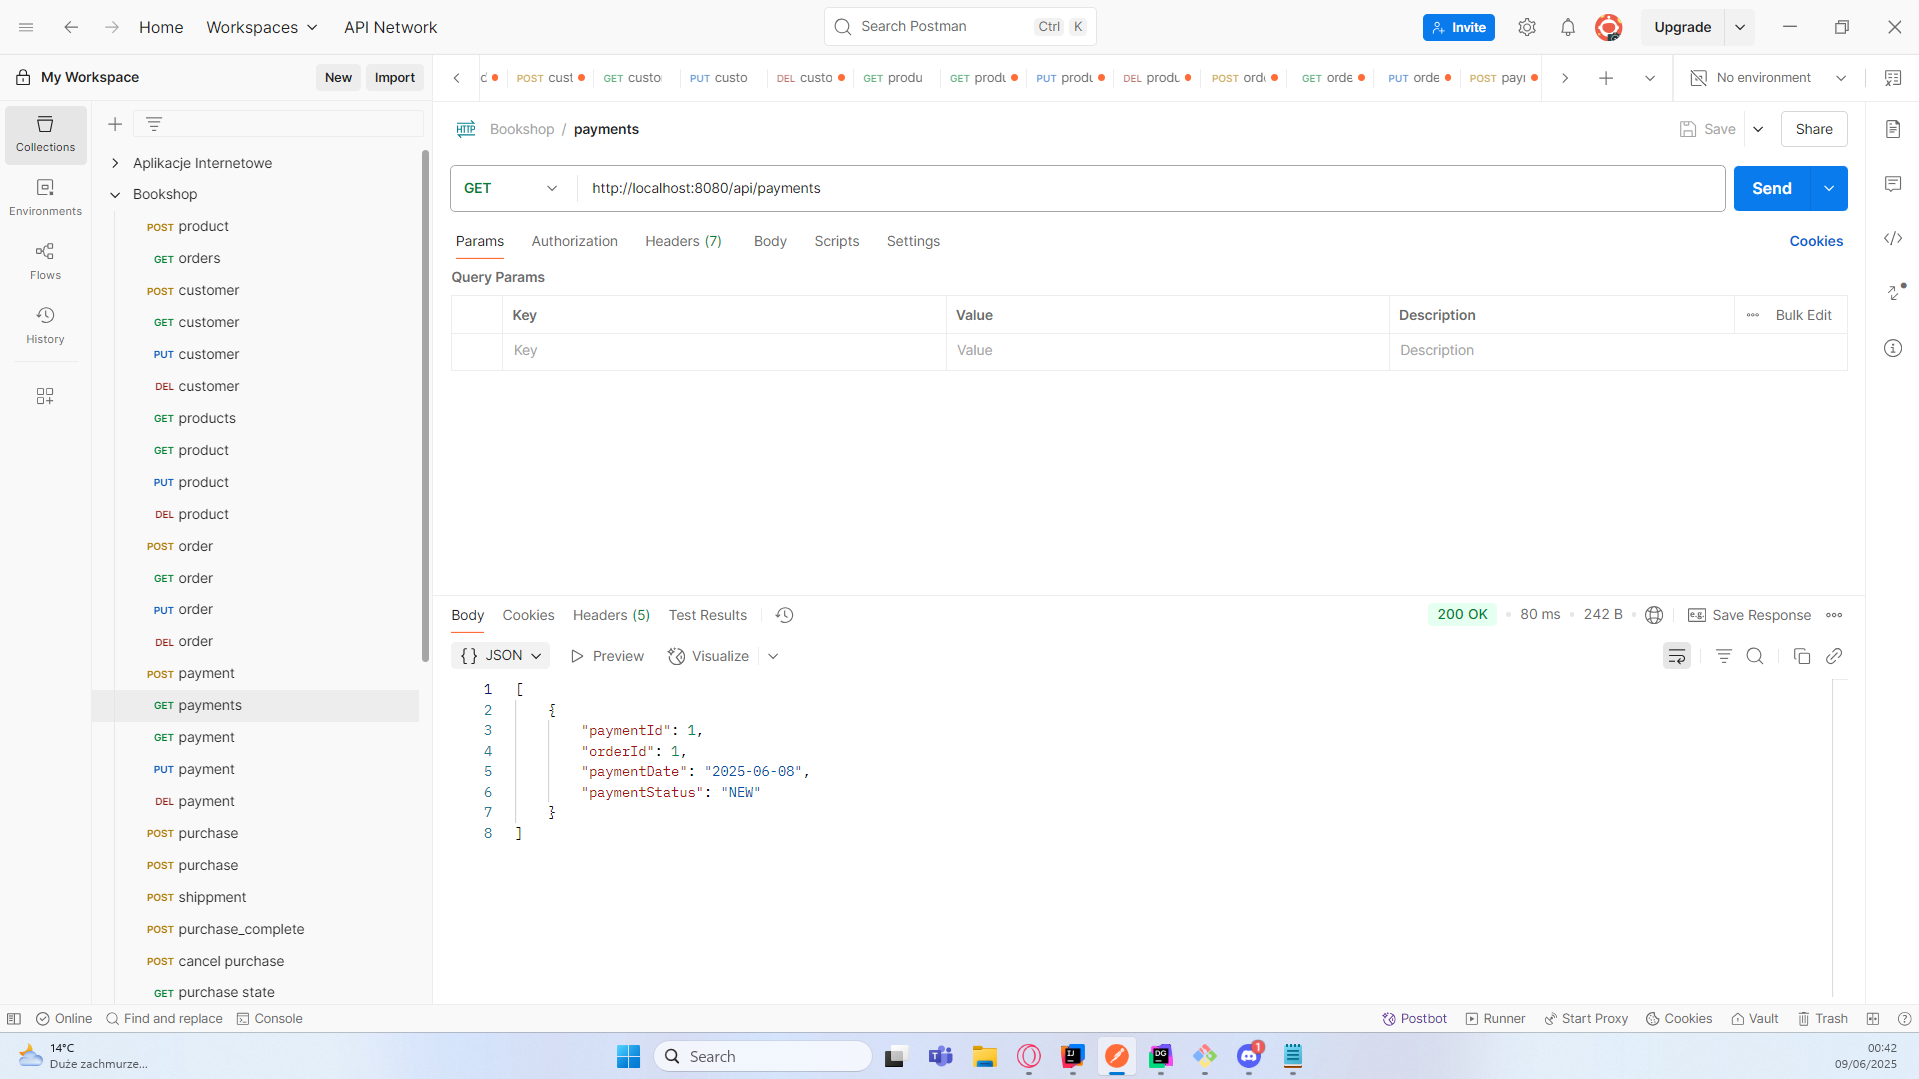 Home Workspaces API Network Search Postman Ctrl K Invite Upgrade
My Workspace New Import
POST cust GET custo PUT custo DEL custo GET produ GET produ PUT produ DEL produ POST orde GET orde PUT orde POST payı No environment
Collections
Environments
Flows
History
Aplikacje Internetowe
Bookshop
POST product
GET orders
POST customer
GET customer
PUT customer
DEL customer
GET products
GET product
PUT product
DEL product
POST order
GET order
PUT order
DEL order
POST payment
GET payments
GET payment
PUT payment
DEL payment
POST purchase
POST purchase
POST shippment
POST purchase_complete
POST cancel purchase
GET purchase state
HTTP Bookshop / payments Save Share
GET http://localhost:8080/api/payments Send
Params Authorization Headers (7) Body Scripts Settings Cookies
Query Params
Key Value Description Bulk Edit
Key Value Description
Body Cookies Headers (5) Test Results 200 OK 80 ms 242 B e.g. Save Response
{ } JSON Preview Visualize
1 [
2 {
3 "paymentId": 1,
4 "orderId": 1,
5 "paymentDate": "2025-06-08",
6 "paymentStatus": "NEW"
7 }
8 ]
Online Find and replace Console Postbot Runner Start Proxy Cookies Vault Trash
14°C
Duże zachmurze...
Search
IJ
DG
1
00:42
09/06/2025